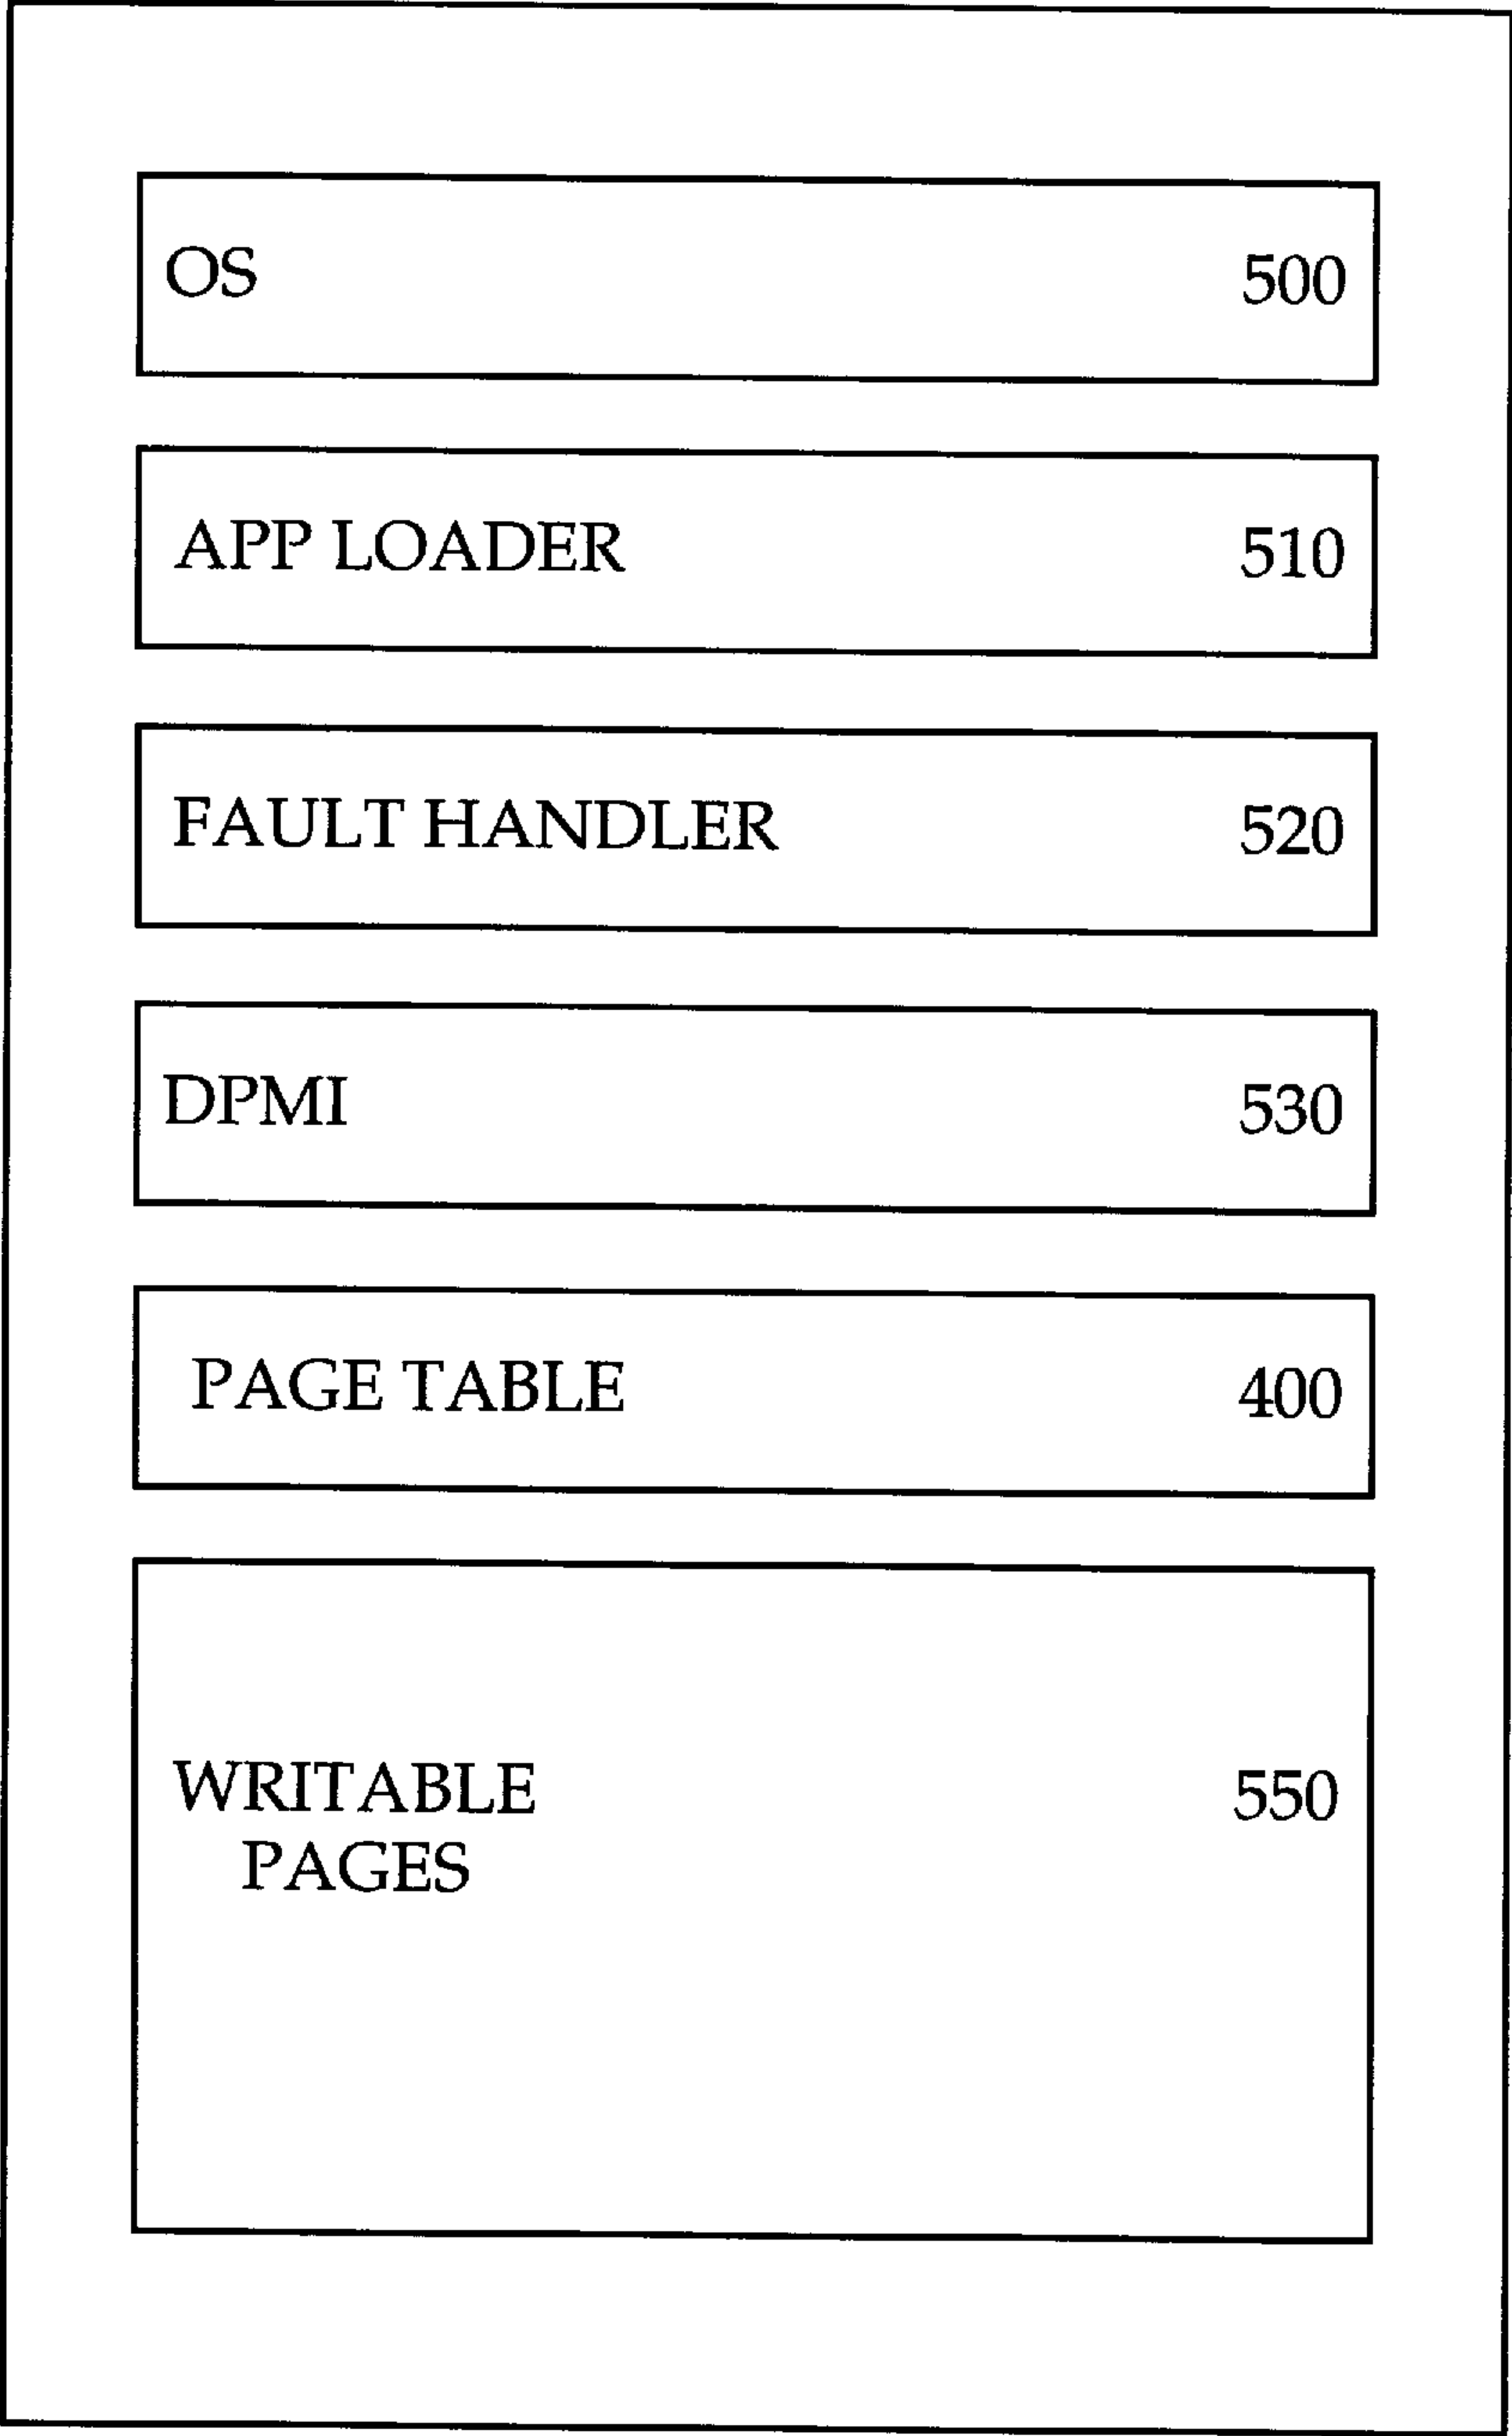 OS 500
APP LOADER 510
FAULT HANDLER 520
DPMI 530
PAGE TABLE 400
WRITABLE 550
PAGES